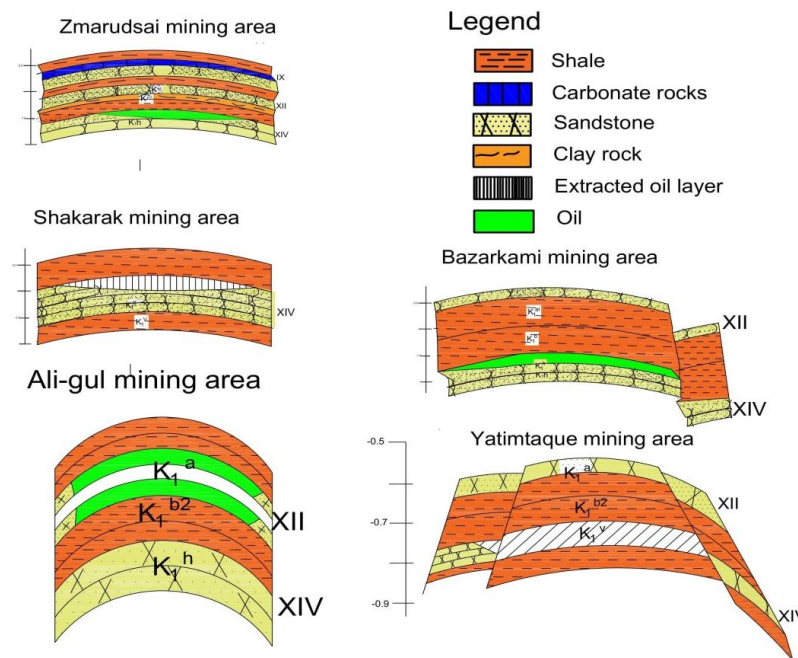 Zmarudsai mining area
IX
XII
K₁h
XIV
Shakarak mining area
XIV
K₁ᵛ
Ali-gul mining area
K₁ᵃ
K₁ᵇ²
XII
K₁ʰ
XIV
Legend
Shale
Carbonate rocks
Sandstone
Clay rock
Extracted oil layer
Oil
Bazarkami mining area
XII
XIV
Yatimtaque mining area
-0.5
K₁ᵃ
K₁ᵇ²
XII
-0.7
K₁ᵛ
-0.9